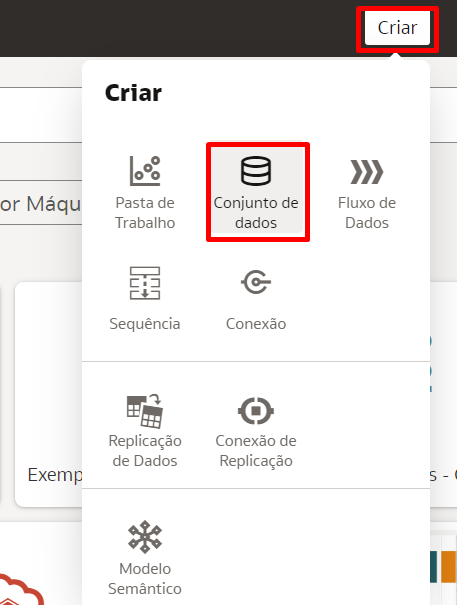 Criar
Criar
Pasta de
Trabalho
Conjunto de
dados
Fluxo de
Dados
or Máqu
Sequência
Conexão
Replicação
de Dados
Conexão de
Replicação
Exemp
s - C
Modelo
Semântico